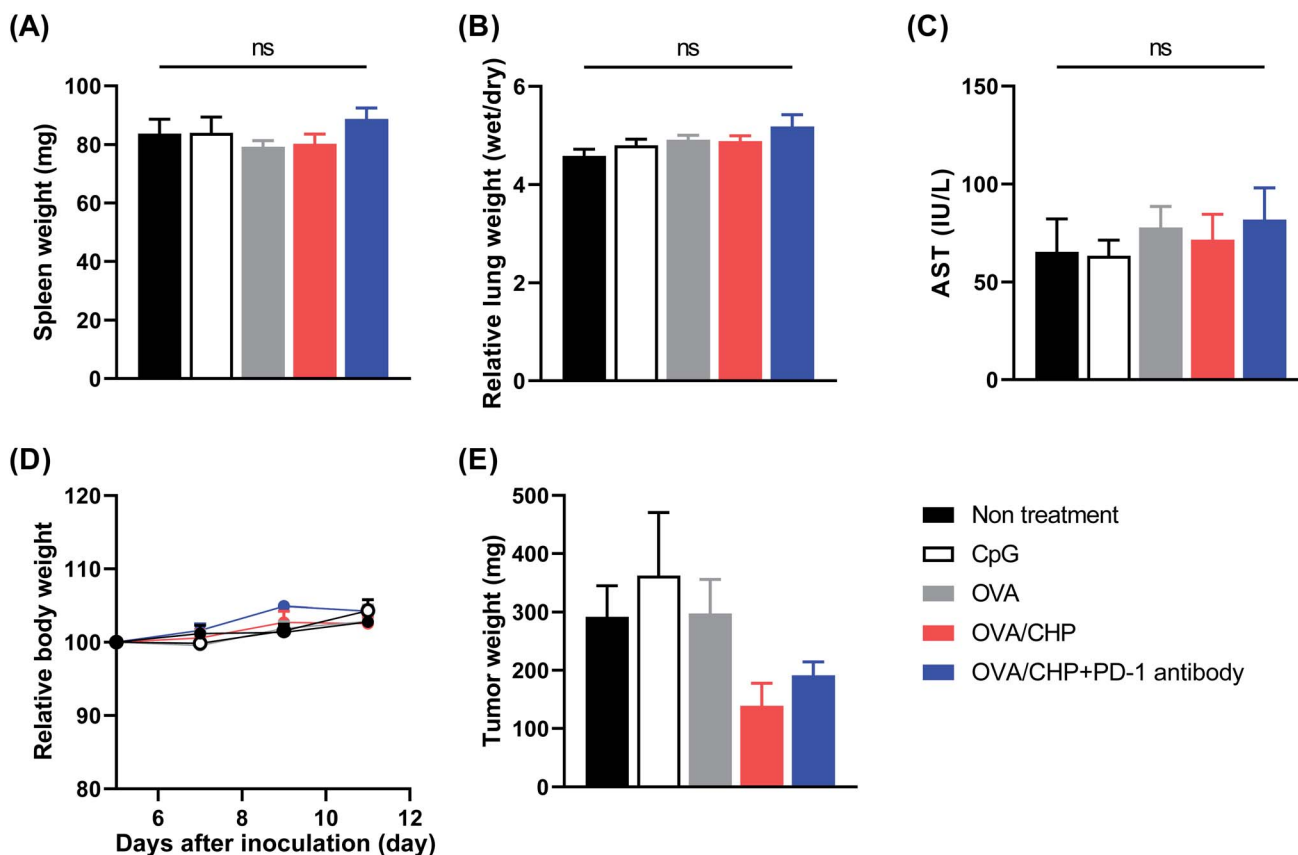 (A)
ns
Spleen weight (mg)
100
80
60
40
20
0
(B)
ns
Relative lung weight (wet/dry)
6
4
2
0
(C)
ns
AST (IU/L)
150
100
50
0
(D)
Relative body weight
120
110
100
90
80
6 8 10 12
Days after inoculation (day)
(E)
Tumor weight (mg)
500
400
300
200
100
0
Non treatment
CpG
OVA
OVA/CHP
OVA/CHP+PD-1 antibody